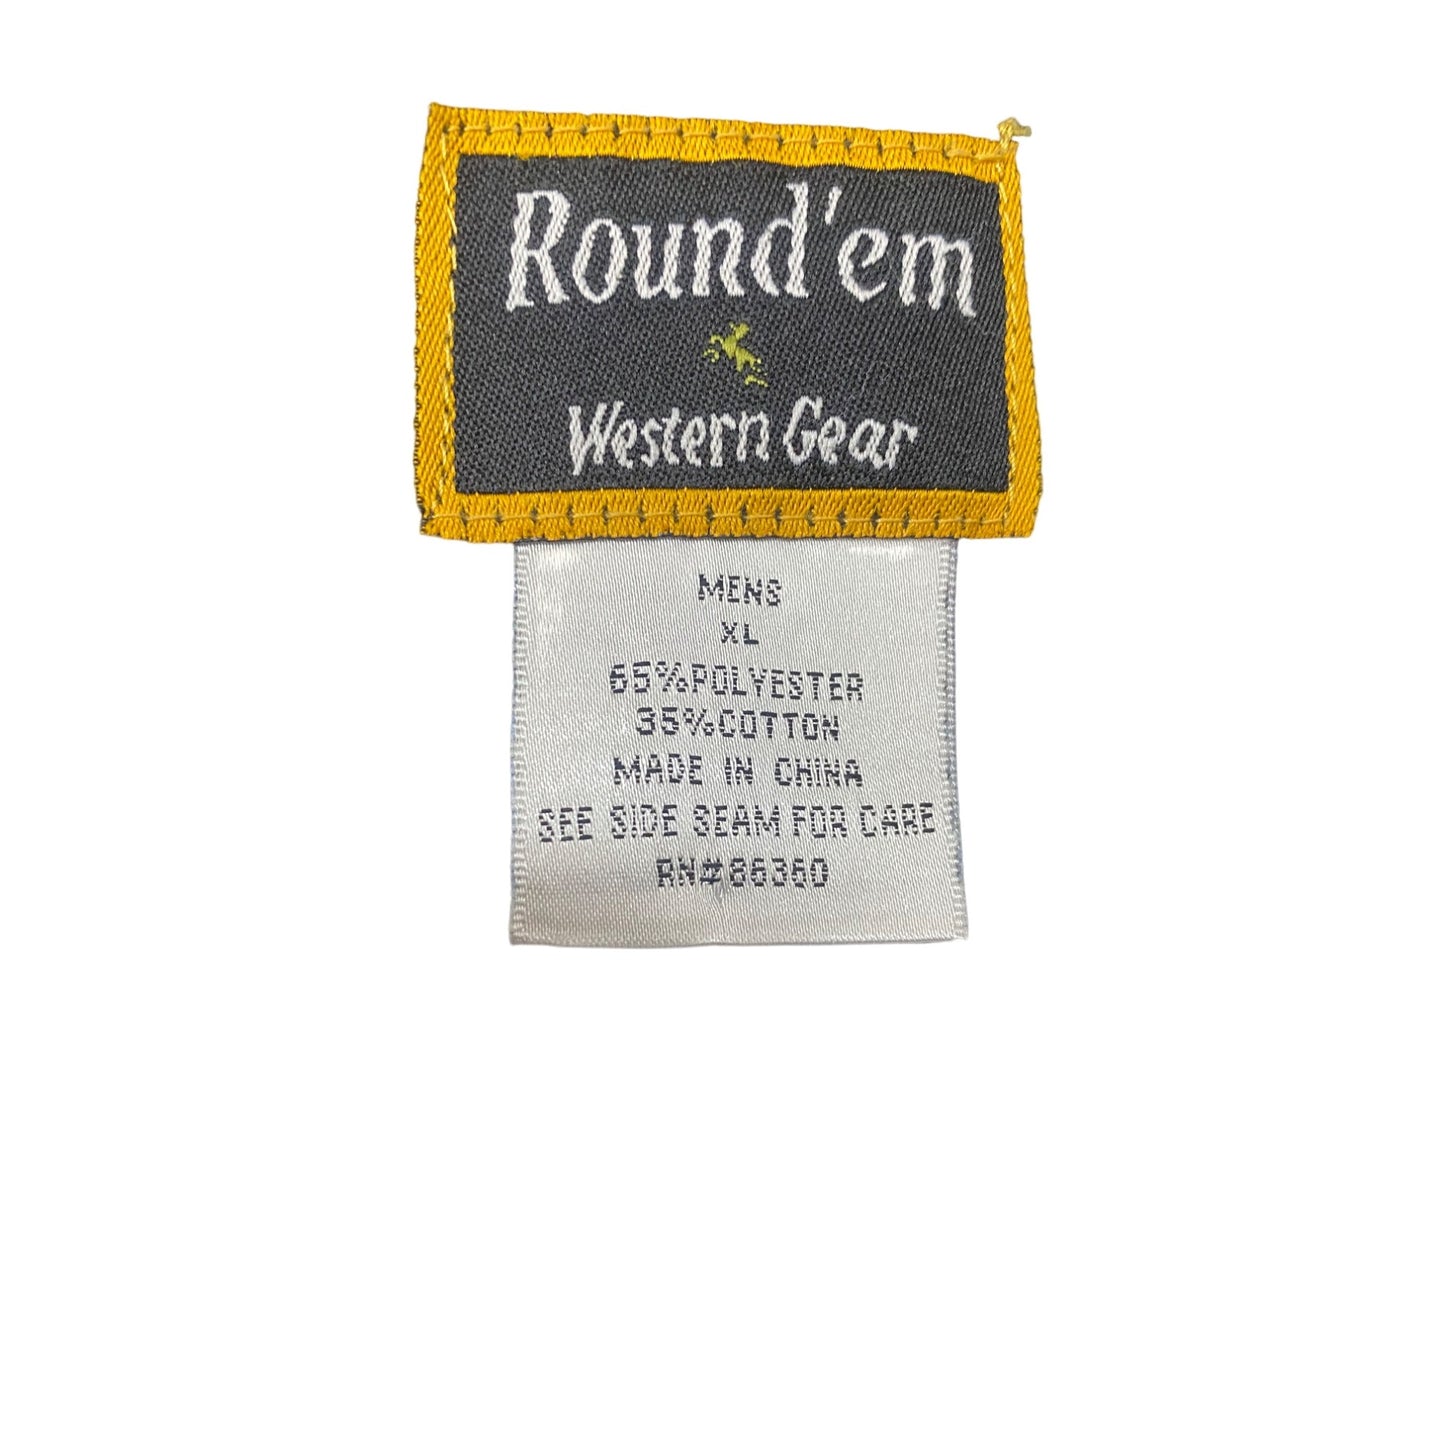 Round'em
Western Gear
MENS
XL
65%POLYESTER
35%COTTON
MADE IN CHINA
SEE SIDE SEAM FOR CARE
RN#86360